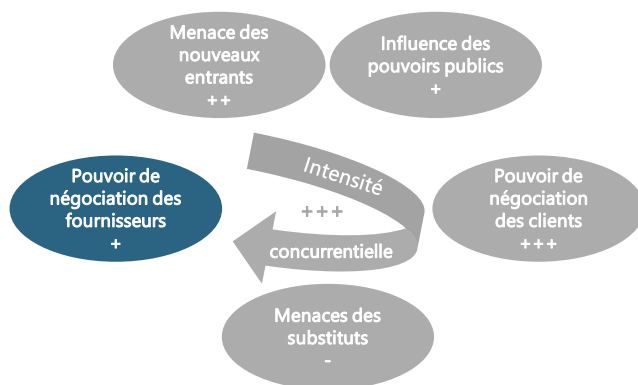 Menace des
nouveaux
entrants
++
Influence des
pouvoirs publics
+
Pouvoir de
négociation des
fournisseurs
+
Intensité
+++
concurrentielle
Pouvoir de
négociation
des clients
+++
Menaces des
substituts
-